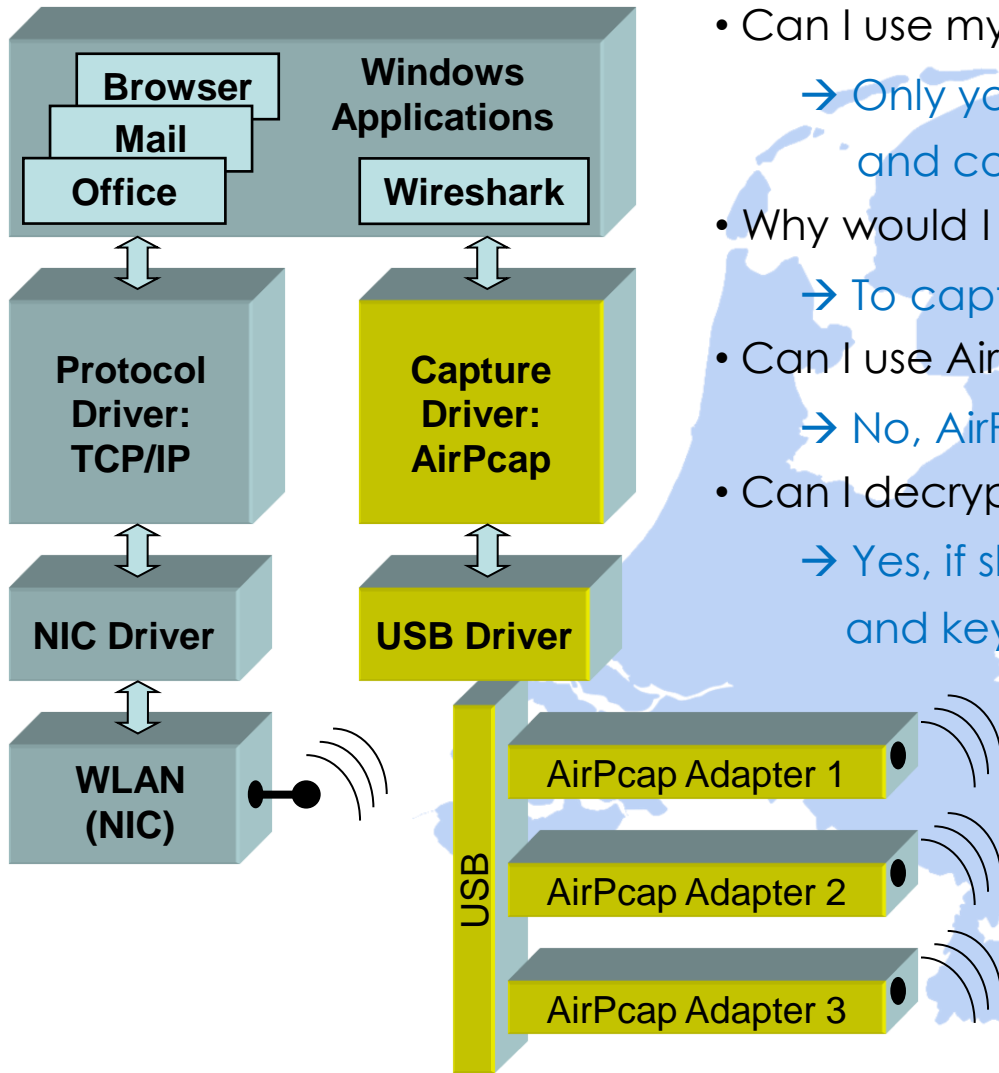 Windows
Applications
Browser
Mail
Office
Wireshark
Protocol
Driver:
TCP/IP
Capture
Driver:
AirPcap
NIC Driver
USB Driver
WLAN
(NIC)
USB
AirPcap Adapter 1
AirPcap Adapter 2
AirPcap Adapter 3
• Can I use my
→ Only yo
and co
• Why would I
→ To capt
• Can I use Air
→ No, AirP
• Can I decryp
→ Yes, if s
and key